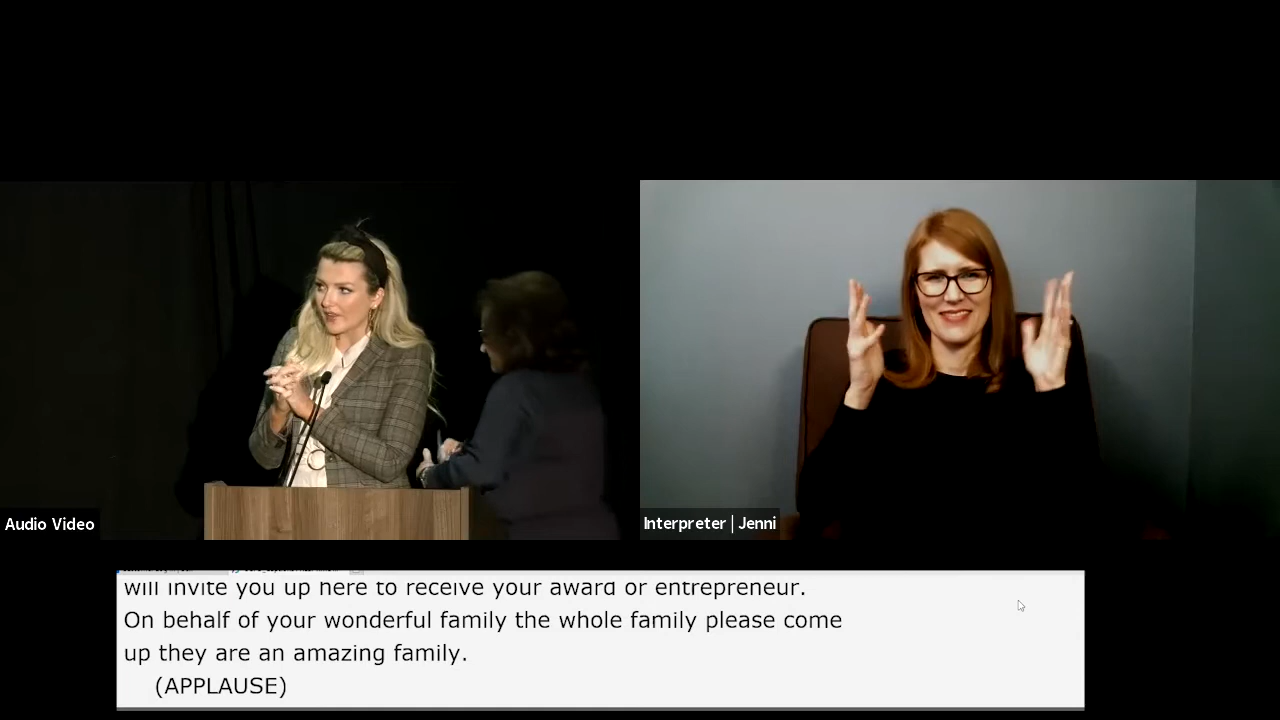 Audio Video
Interpreter | Jenni
will invite you up here to receive your award or entrepreneur.
On behalf of your wonderful family the whole family please come
up they are an amazing family.
(APPLAUSE)